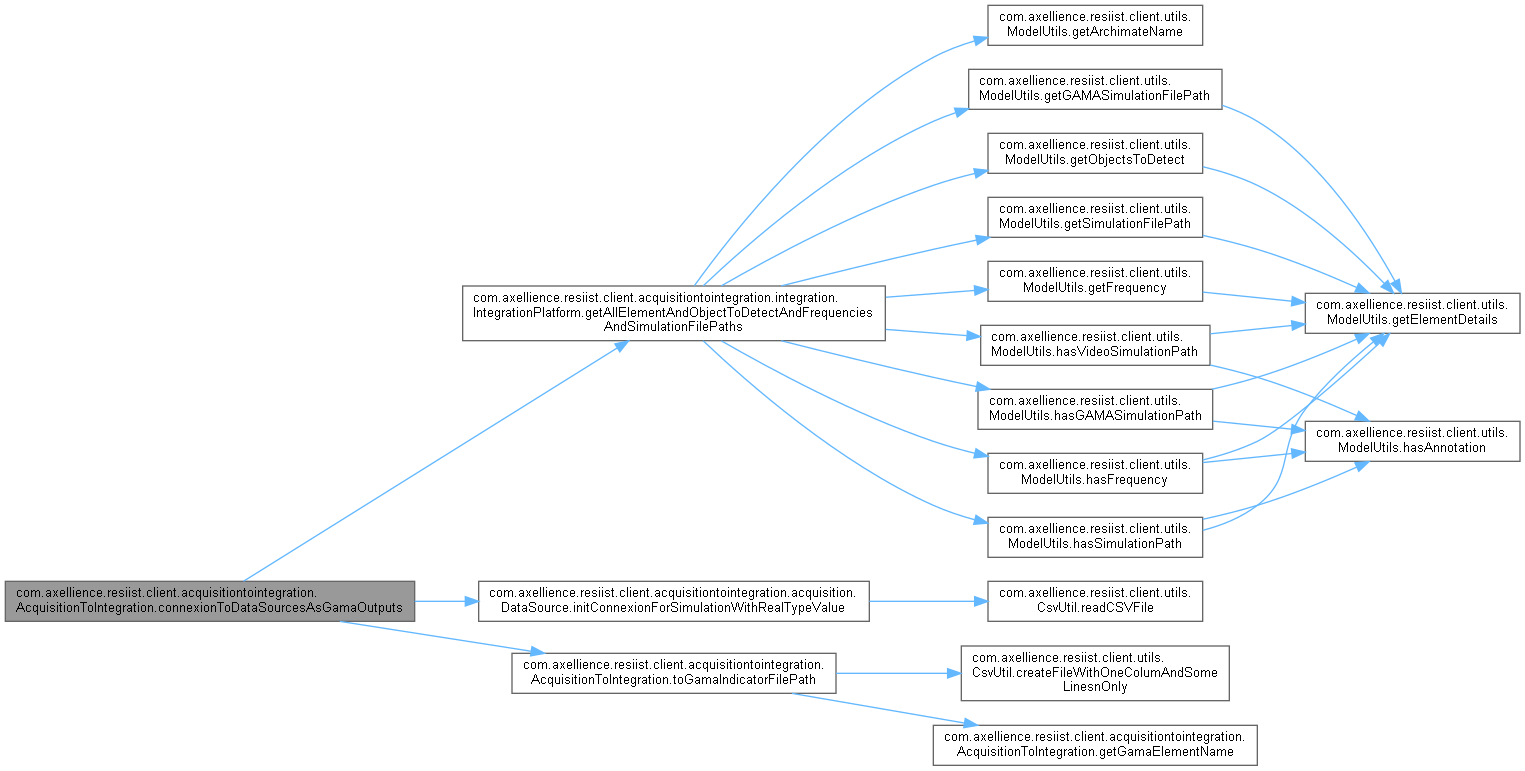 com.axellience.resiist.client.utils.
ModelUtils.getArchimateName
com.axellience.resiist.client.utils.
ModelUtils.getGAMASimulationFilePath
com.axellience.resiist.client.utils.
ModelUtils.getObjectsToDetect
com.axellience.resiist.client.utils.
ModelUtils.getSimulationFilePath
com.axellience.resiist.client.utils.
ModelUtils.getFrequency
com.axellience.resiist.client.acquisitiontointegration.integration.
IntegrationPlatform.getAllElementAndObjectToDetectAndFrequencies
AndSimulationFilePaths
com.axellience.resiist.client.utils.
ModelUtils.getElementDetails
com.axellience.resiist.client.utils.
ModelUtils.hasVideoSimulationPath
com.axellience.resiist.client.utils.
ModelUtils.hasGAMASimulationPath
com.axellience.resiist.client.utils.
ModelUtils.hasAnnotation
com.axellience.resiist.client.utils.
ModelUtils.hasFrequency
com.axellience.resiist.client.utils.
ModelUtils.hasSimulationPath
com.axellience.resiist.client.acquisitiontointegration.
AcquisitionToIntegration.connexionToDataSourcesAsGamaOutputs
com.axellience.resiist.client.acquisitiontointegration.acquisition.
DataSource.initConnexionForSimulationWithRealTypeValue
com.axellience.resiist.client.utils.
CsvUtil.readCSVFile
com.axellience.resiist.client.acquisitiontointegration.
AcquisitionToIntegration.toGamaIndicatorFilePath
com.axellience.resiist.client.utils.
CsvUtil.createFileWithOneColumAndSome
LinesnOnly
com.axellience.resiist.client.acquisitiontointegration.
AcquisitionToIntegration.getGamaElementName